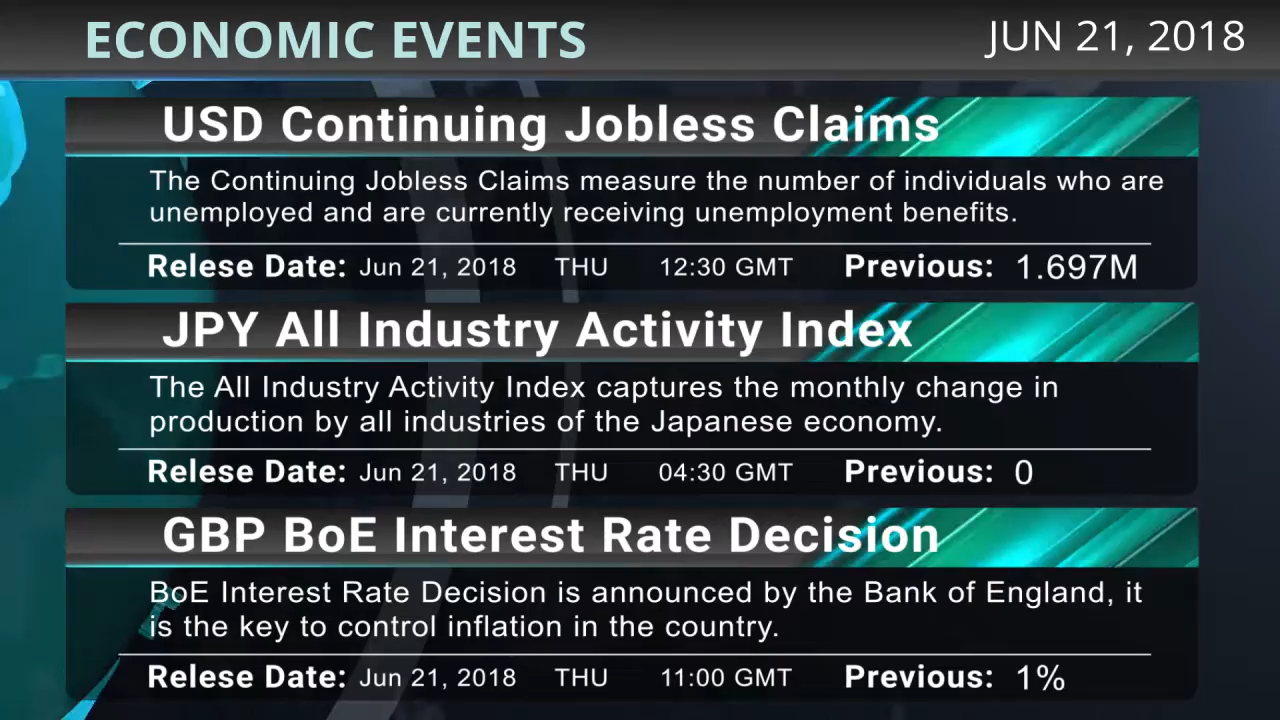 ECONOMIC EVENTS
JUN 21, 2018
USD Continuing Jobless Claims
The Continuing Jobless Claims measure the number of individuals who are
unemployed and are currently receiving unemployment benefits.
Relese Date: Jun 21, 2018 THU 12:30 GMT Previous: 1.697M
JPY All Industry Activity Index
The All Industry Activity Index captures the monthly change in
production by all industries of the Japanese economy.
Relese Date: Jun 21, 2018 THU 04:30 GMT Previous: 0
GBP BoE Interest Rate Decision
BoE Interest Rate Decision is announced by the Bank of England, it
is the key to control inflation in the country.
Relese Date: Jun 21, 2018 THU 11:00 GMT Previous: 1%